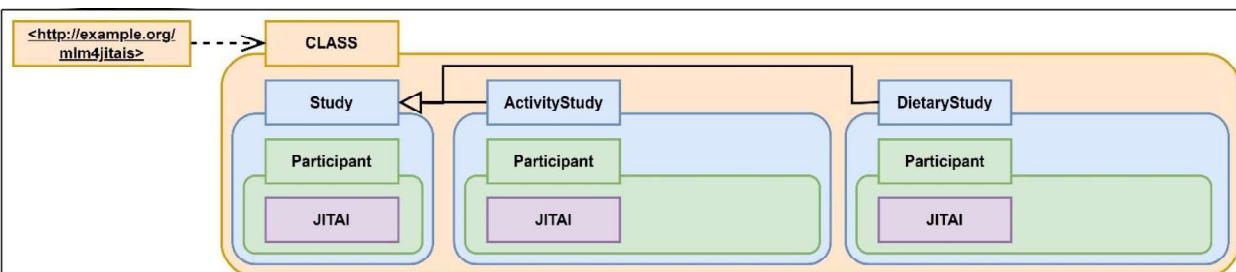 <http://example.org/
mlm4jitais>
CLASS
Study
ActivityStudy
DietaryStudy
Participant
Participant
Participant
JITAI
JITAI
JITAI